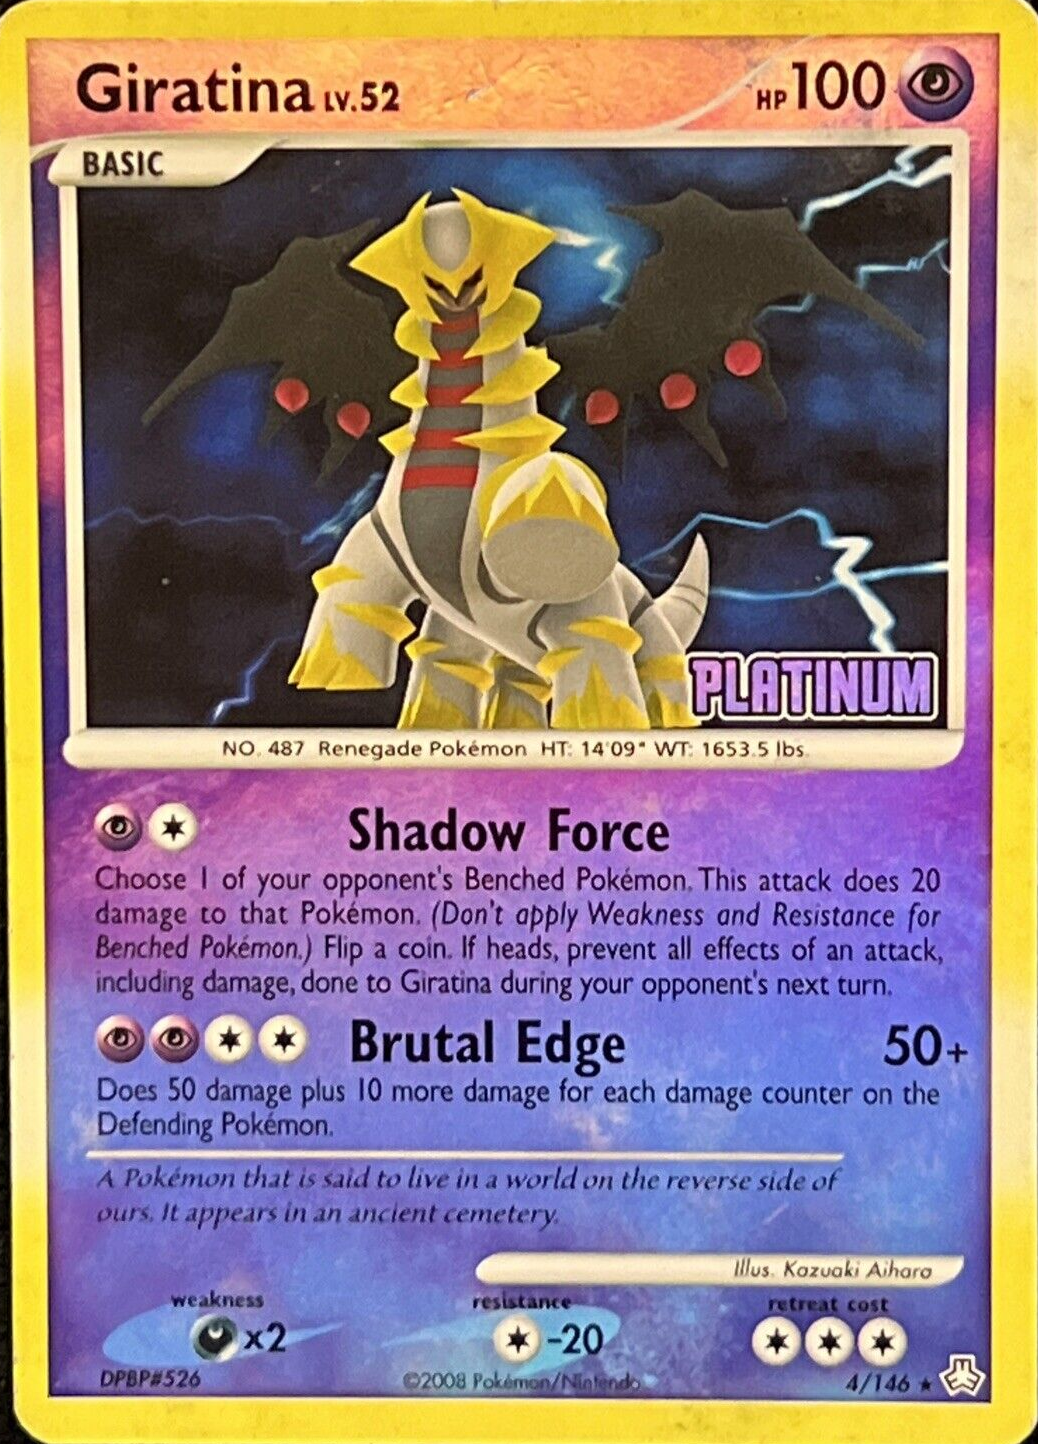 Giratina LV.52 HP 100
BASIC
PLATINUM
NO. 487 Renegade Pokémon HT: 14'09" WT: 1653.5 lbs.
Shadow Force
Choose 1 of your opponent's Benched Pokémon. This attack does 20
damage to that Pokémon. (Don't apply Weakness and Resistance for
Benched Pokémon.) Flip a coin. If heads, prevent all effects of an attack,
including damage, done to Giratina during your opponent's next turn.
Brutal Edge 50+
Does 50 damage plus 10 more damage for each damage counter on the
Defending Pokémon.
A Pokémon that is said to live in a world on the reverse side of
ours. It appears in an ancient cemetery.
Illus. Kazuaki Aihara
weakness resistance retreat cost
x2 -20
DPBP#526 ©2008 Pokémon/Nintendo 4/146 ★